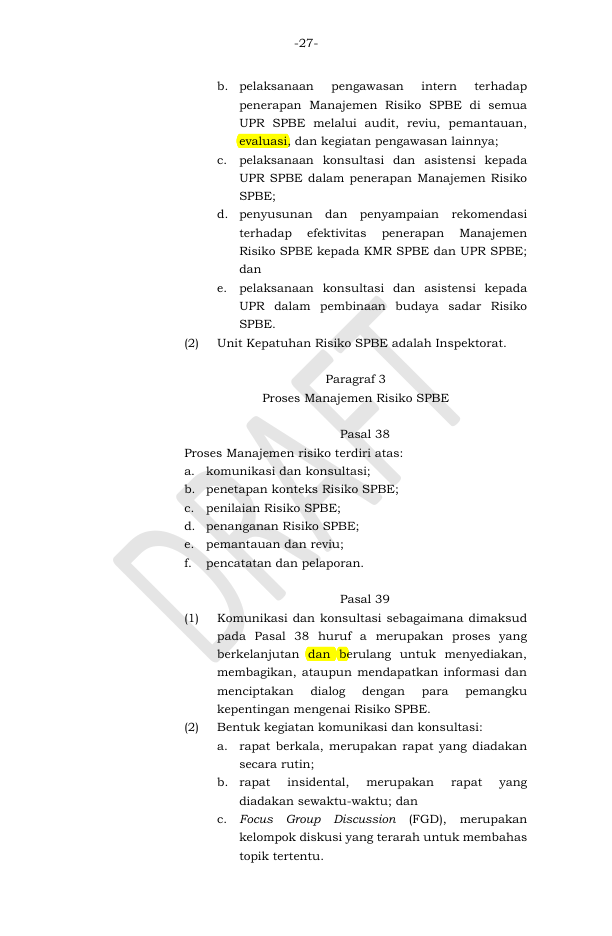 -27-
b. pelaksanaan pengawasan intern terhadap
penerapan Manajemen Risiko SPBE di semua
UPR SPBE melalui audit, reviu, pemantauan,
evaluasi, dan kegiatan pengawasan lainnya;
c. pelaksanaan konsultasi dan asistensi kepada
UPR SPBE dalam penerapan Manajemen Risiko
SPBE;
d. penyusunan dan penyampaian rekomendasi
terhadap efektivitas penerapan Manajemen
Risiko SPBE kepada KMR SPBE dan UPR SPBE;
dan
e. pelaksanaan konsultasi dan asistensi kepada
UPR dalam pembinaan budaya sadar Risiko
SPBE.
(2) Unit Kepatuhan Risiko SPBE adalah Inspektorat.
Paragraf 3
Proses Manajemen Risiko SPBE
Pasal 38
Proses Manajemen risiko terdiri atas:
a. komunikasi dan konsultasi;
b. penetapan konteks Risiko SPBE;
c. penilaian Risiko SPBE;
d. penanganan Risiko SPBE;
e. pemantauan dan reviu;
f. pencatatan dan pelaporan.
Pasal 39
(1) Komunikasi dan konsultasi sebagaimana dimaksud
pada Pasal 38 huruf a merupakan proses yang
berkelanjutan dan berulang untuk menyediakan,
membagikan, ataupun mendapatkan informasi dan
menciptakan dialog dengan para pemangku
kepentingan mengenai Risiko SPBE.
(2) Bentuk kegiatan komunikasi dan konsultasi:
a. rapat berkala, merupakan rapat yang diadakan
secara rutin;
b. rapat insidental, merupakan rapat yang
diadakan sewaktu-waktu; dan
c. Focus Group Discussion (FGD), merupakan
kelompok diskusi yang terarah untuk membahas
topik tertentu.
DRAFT